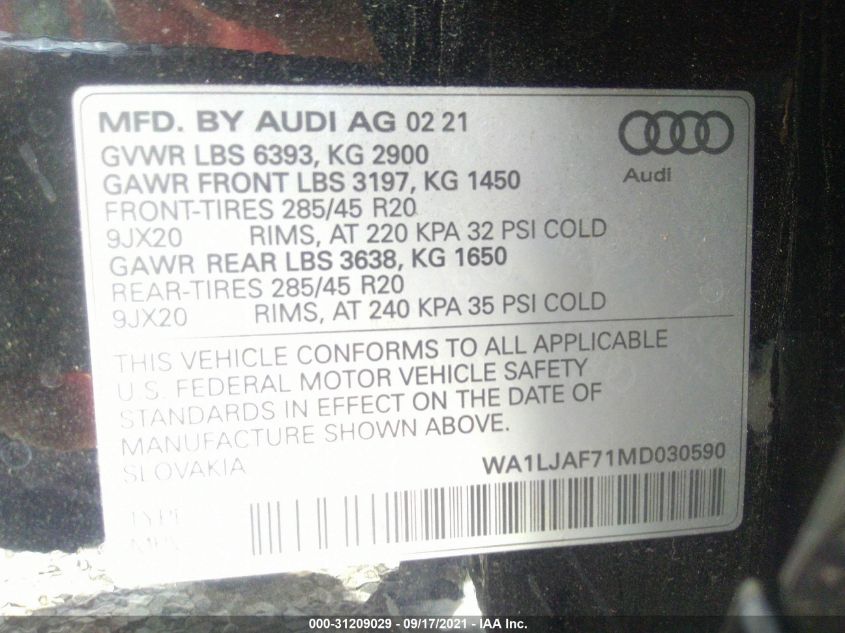 MFD. BY AUDI AG 02 21
GVWR LBS 6393, KG 2900
GAWR FRONT LBS 3197, KG 1450
FRONT-TIRES 285/45 R20
9JX20 RIMS, AT 220 KPA 32 PSI COLD
GAWR REAR LBS 3638, KG 1650
REAR-TIRES 285/45 R20
9JX20 RIMS, AT 240 KPA 35 PSI COLD
Audi
THIS VEHICLE CONFORMS TO ALL APPLICABLE
U.S. FEDERAL MOTOR VEHICLE SAFETY
STANDARDS IN EFFECT ON THE DATE OF
MANUFACTURE SHOWN ABOVE.
SLOVAKIA
WA1LJAF71MD030590
TYPE
000-31209029 - 09/17/2021 - IAA Inc.